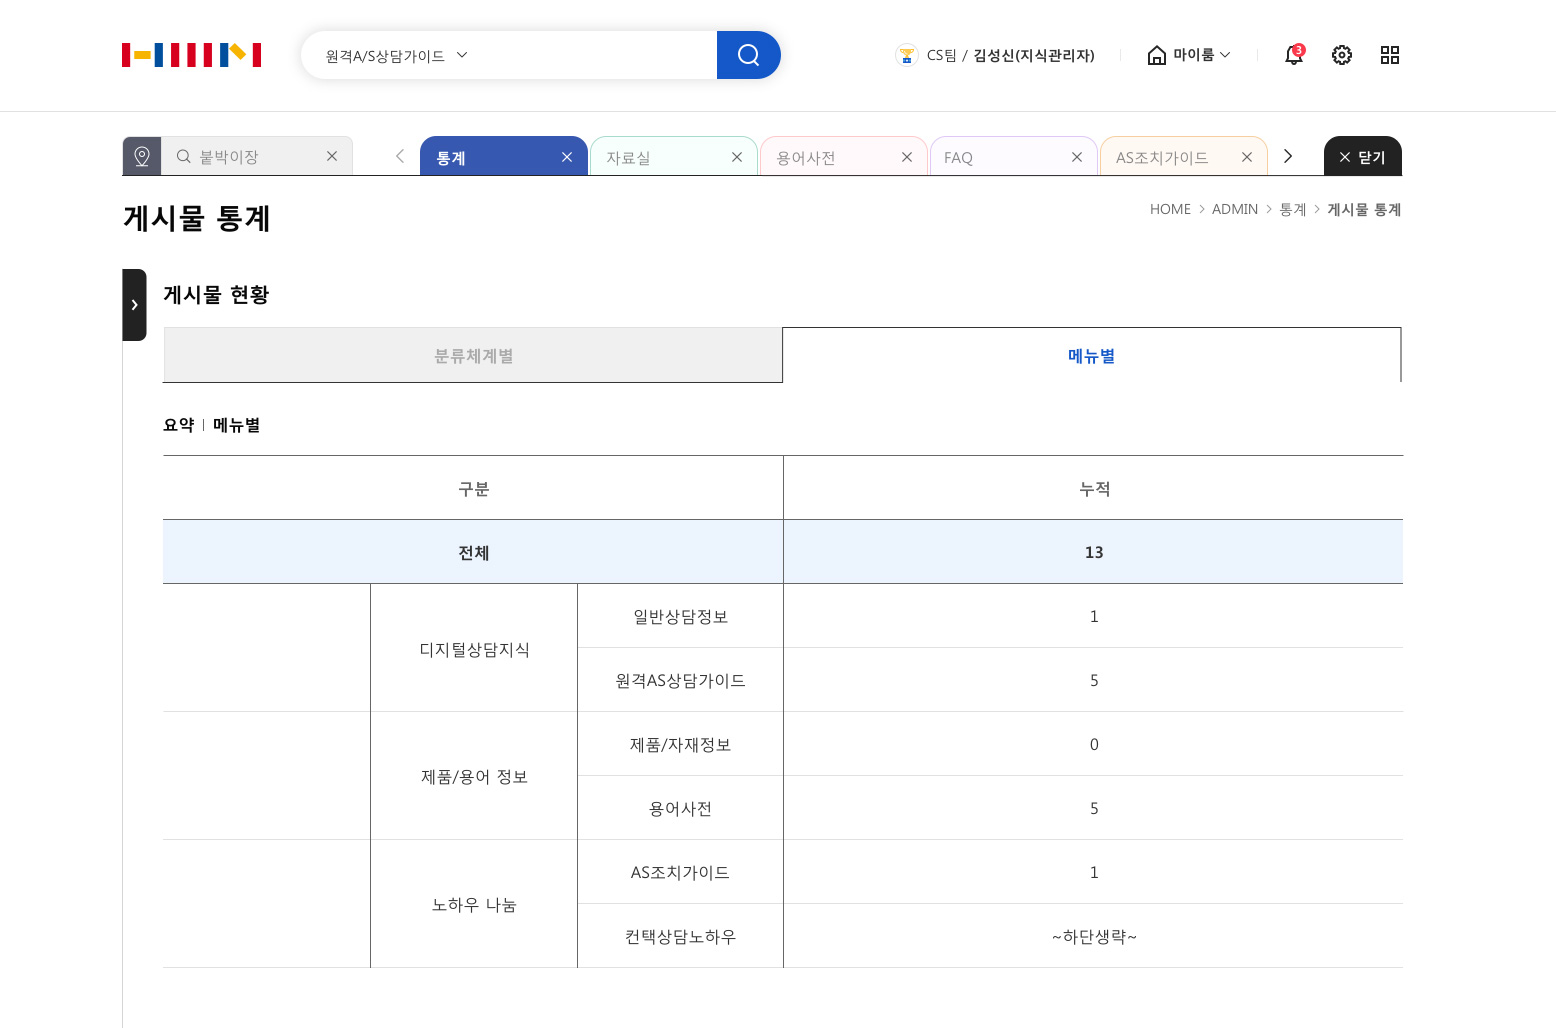 원격A/S상담가이드
CS팀 / 김성신(지식관리자)
마이룸
3
붙박이장
통계
자료실
용어사전
FAQ
AS조치가이드
닫기
게시물 통계
HOME > ADMIN > 통계 > 게시물 통계
게시물 현황
분류체계별
메뉴별
요약 | 메뉴별
구분 누적
전체 13
디지털상담지식
일반상담정보 1
원격AS상담가이드 5
제품/용어 정보
제품/자재정보 0
용어사전 5
노하우 나눔
AS조치가이드 1
컨택상담노하우 ~하단생략~